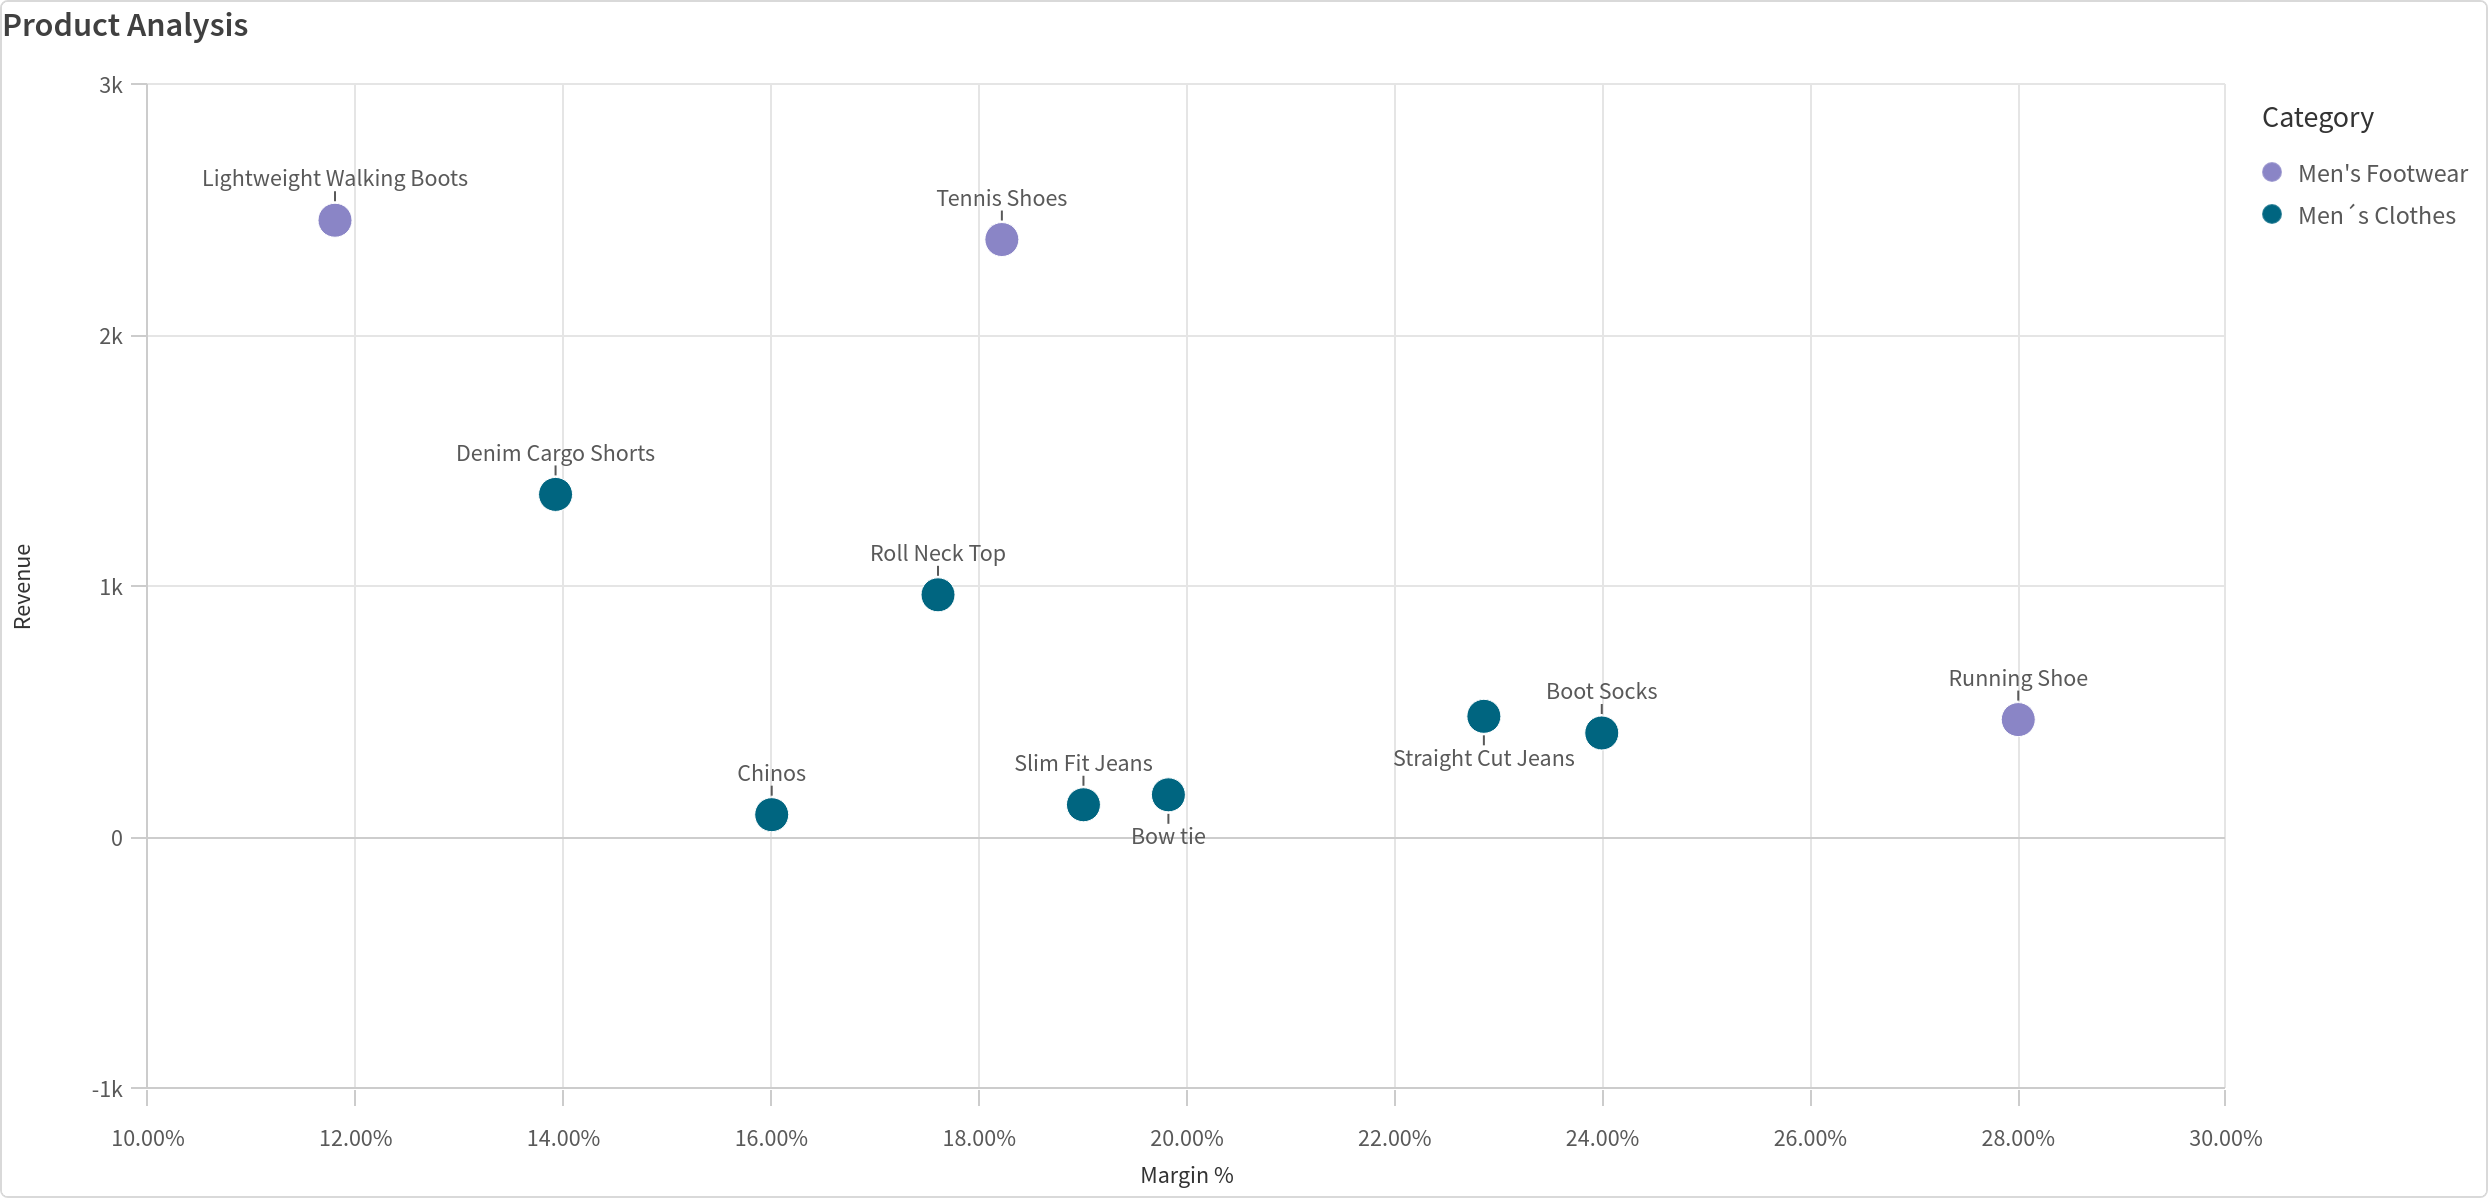 Product Analysis
3k
2k
1k
0
-1k
Revenue
Lightweight Walking Boots
Tennis Shoes
Denim Cargo Shorts
Roll Neck Top
Running Shoe
Boot Socks
Straight Cut Jeans
Slim Fit Jeans
Chinos
Bow tie
10.00% 12.00% 14.00% 16.00% 18.00% 20.00% 22.00% 24.00% 26.00% 28.00% 30.00%
Margin %
Category
Men's Footwear
Men´s Clothes